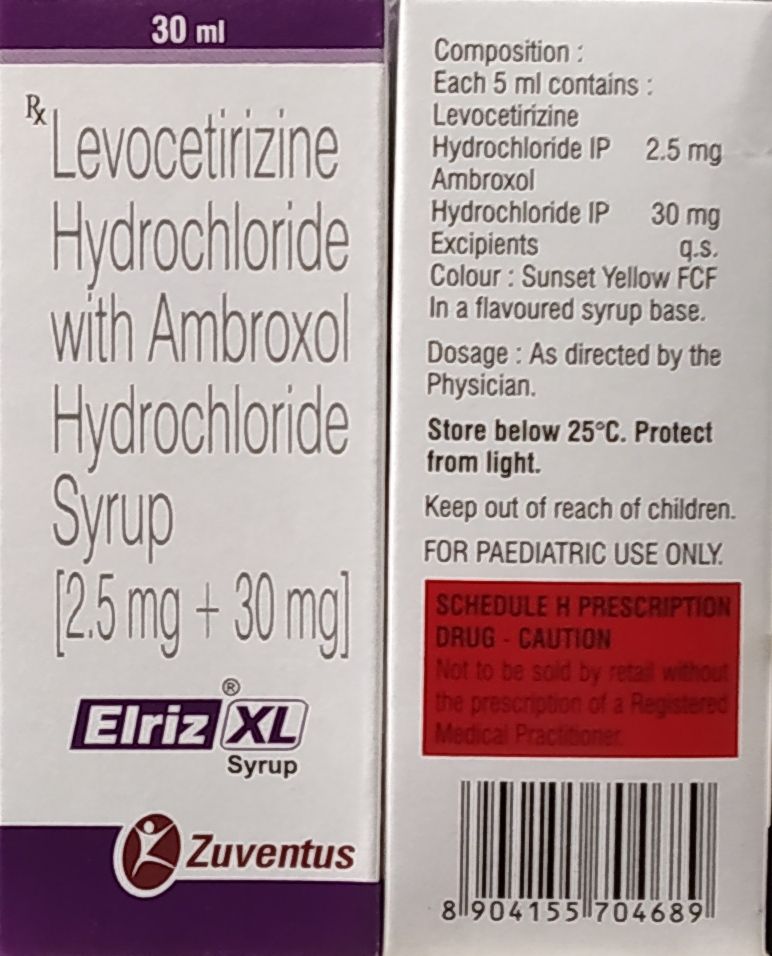 30 ml
Rx
Levocetirizine
Hydrochloride
with Ambroxol
Hydrochloride
Syrup
[2.5 mg + 30 mg]
Elriz XL®
Syrup
Zuventus
Composition :
Each 5 ml contains :
Levocetirizine
Hydrochloride IP 2.5 mg
Ambroxol
Hydrochloride IP 30 mg
Excipients q.s.
Colour : Sunset Yellow FCF
In a flavoured syrup base.
Dosage : As directed by the
Physician.
Store below 25°C. Protect
from light.
Keep out of reach of children.
FOR PAEDIATRIC USE ONLY.
SCHEDULE H PRESCRIPTION
DRUG - CAUTION
Not to be sold by retail without
the prescription of a Registered
Medical Practitioner.
8 904155 704689